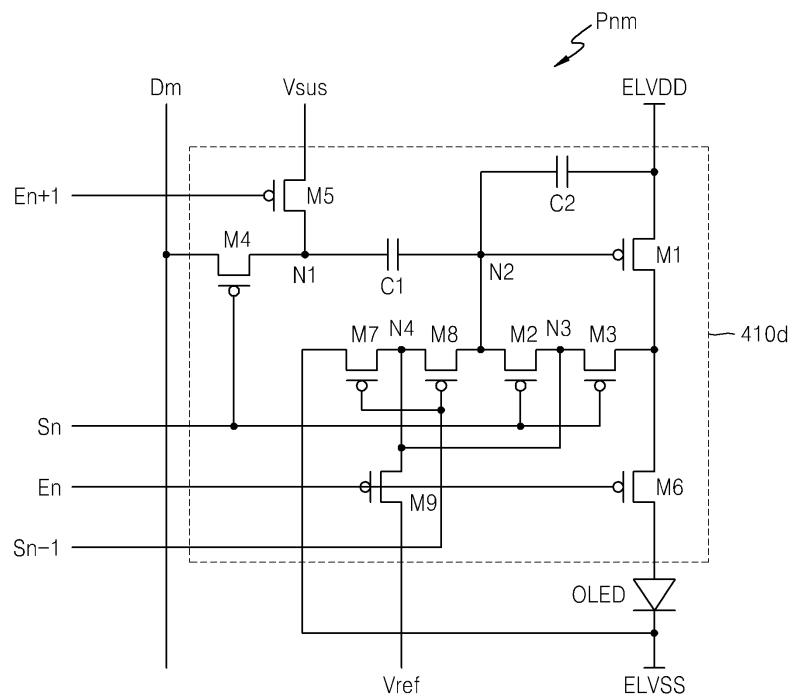 Pnm
Dm
Vsus
ELVDD
En+1
M5
C2
M4
N1
C1
N2
M1
M7
N4
M8
M2
N3
M3
410d
Sn
En
M9
M6
Sn-1
OLED
Vref
ELVSS